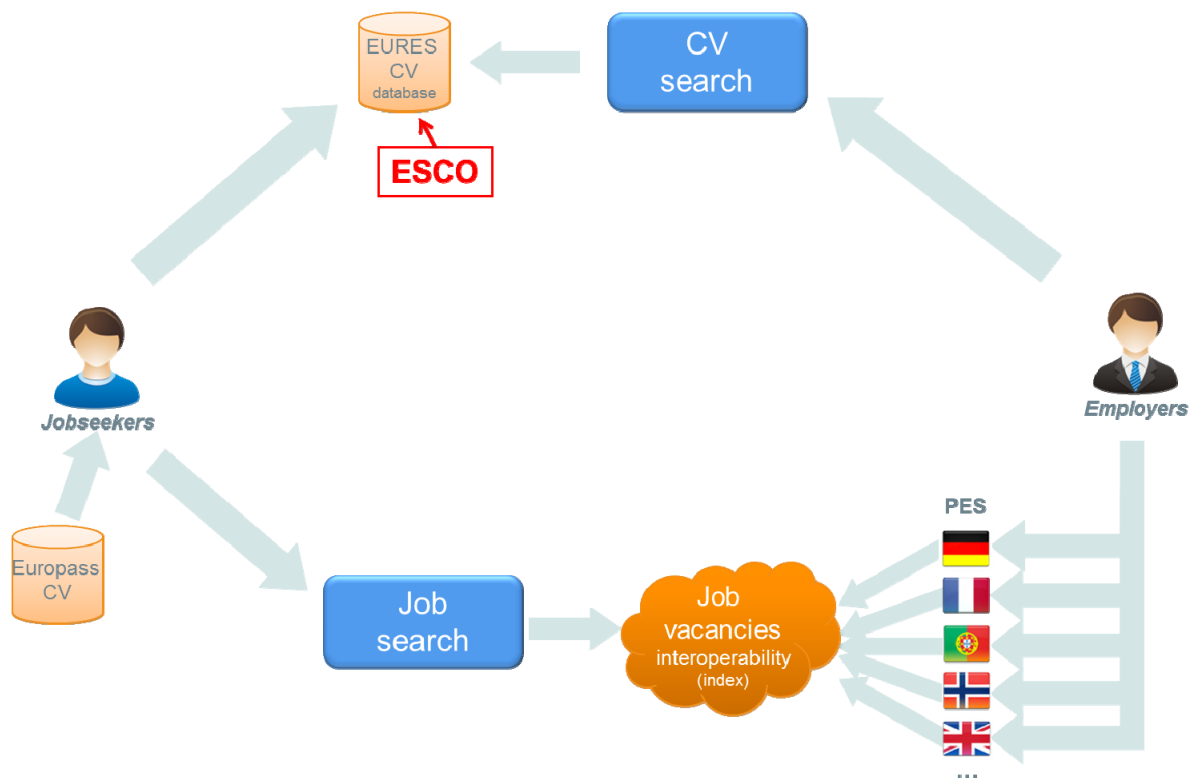 EURES
CV
database
CV
search
ESCO
Jobseekers
Employers
Europass
CV
PES
Job
search
Job
vacancies
interoperability
(index)
...